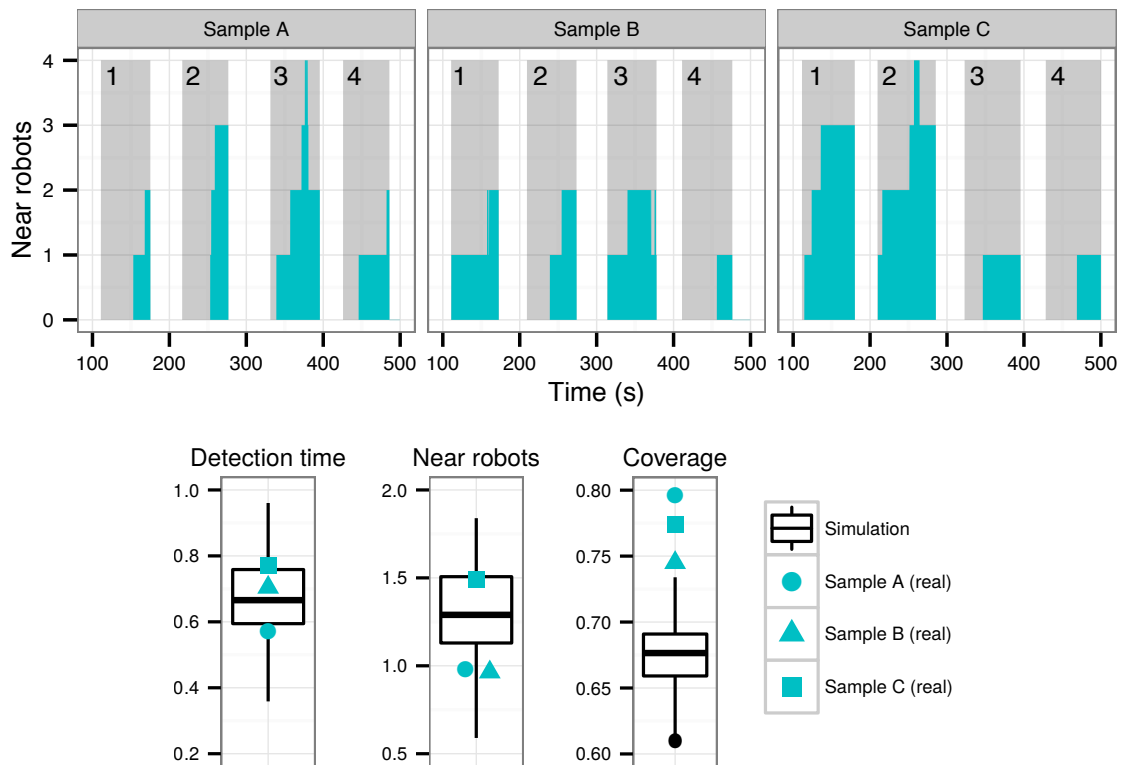 Sample A
Sample B
Sample C
Near robots
4
3
2
1
0
1 2 3 4
1 2 3 4
1 2 3 4
100 200 300 400 500
100 200 300 400 500
100 200 300 400 500
Time (s)
Detection time
1.0
0.8
0.6
0.4
0.2
Near robots
2.0
1.5
1.0
0.5
Coverage
0.80
0.75
0.70
0.65
0.60
Simulation
Sample A (real)
Sample B (real)
Sample C (real)